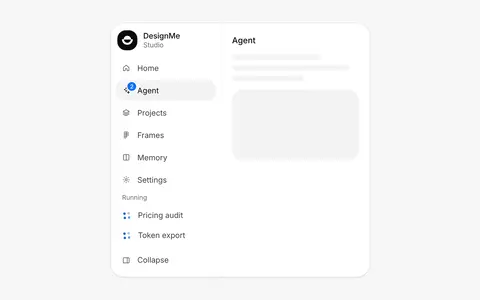 DesignMe
Studio
Home
2
Agent
Projects
Frames
Memory
Settings
Running
Pricing audit
Token export
Collapse
Agent